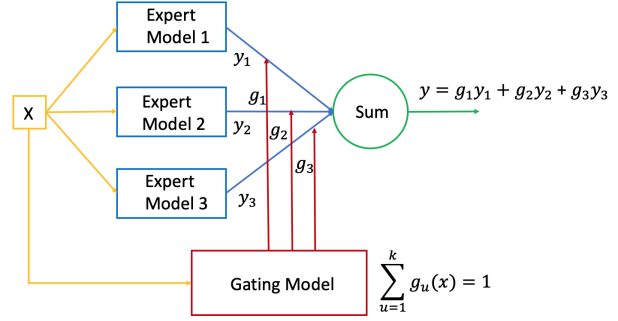 Expert
Model 1
y₁
X
Expert
Model 2
g₁
y₂
g₂
Sum
y = g₁y₁ + g₂y₂ + g₃y₃
Expert
Model 3
g₃
y₃
Gating Model
k
∑ gᵤ(x) = 1
u=1